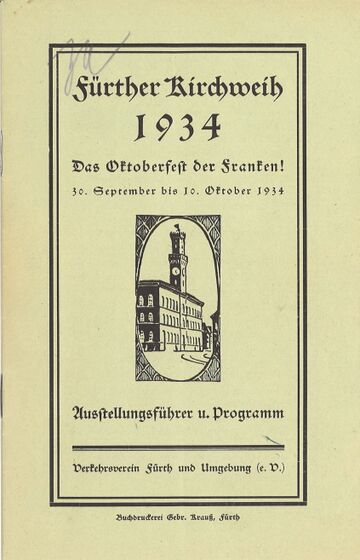 Fürther Kirchweih
1934
Das Oktoberfest der Franken!
30. September bis 10. Oktober 1934
Ausstellungsführer u. Programm
Verkehrsverein Fürth und Umgebung (e. V.)
Buchdruckerei Gebr. Krauß, Fürth